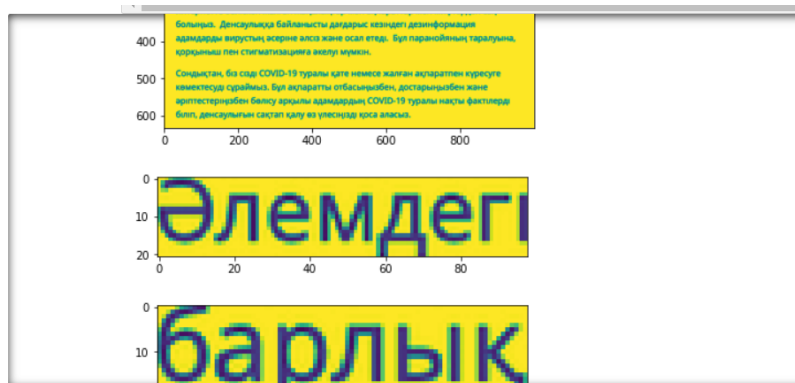 болыңыз. Денсаулыққа байланысты дағдарыс кезіндегі дезинформация
адамдарды вирустың әсеріне әлсіз және осал етеді. Бұл паранойяның таралуына,
қорқыныш пен стигматизацияға әкелуі мүмкін.
Сондықтан, біз сізді COVID-19 туралы қате немесе жалған ақпаратпен күресуге
көмектесуді сұраймыз. Бұл ақпаратты отбасыңызбен, достарыңызбен және
әріптестеріңізбен бөлісу арқылы адамдардың COVID-19 туралы нақты фактілерді
біліп, денсаулығын сақтап қалу өз үлесіңізді қоса аласыз.
400
500
600
0 200 400 600 800
Әлемдегі
0
10
20
0 20 40 60 80
барлық
0
10